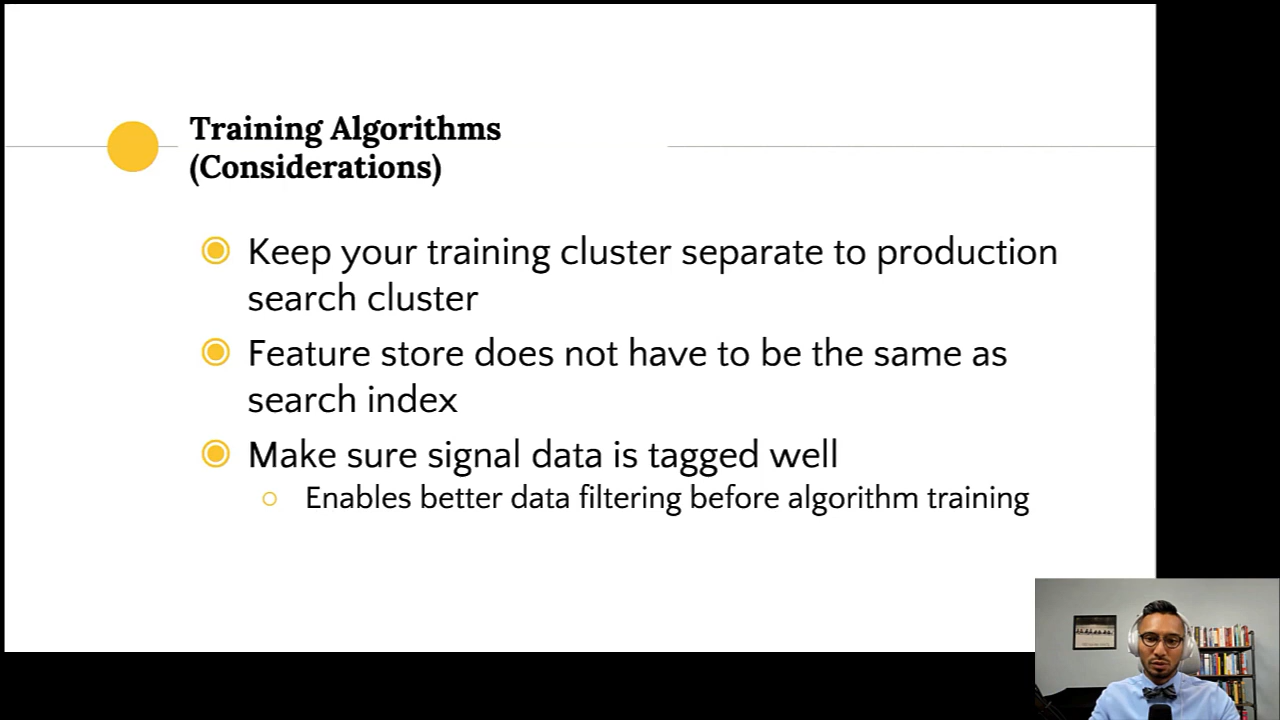 Training Algorithms
(Considerations)
Keep your training cluster separate to production
search cluster
Feature store does not have to be the same as
search index
Make sure signal data is tagged well
Enables better data filtering before algorithm training